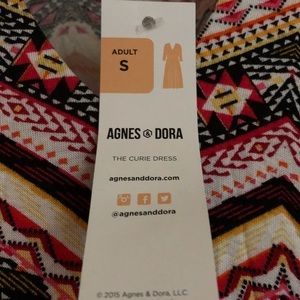 ADULT
S
AGNES & DORA
THE CURIE DRESS
agnesanddora.com
@agnesanddora
© 2015 Agnes & Dora, LLC.